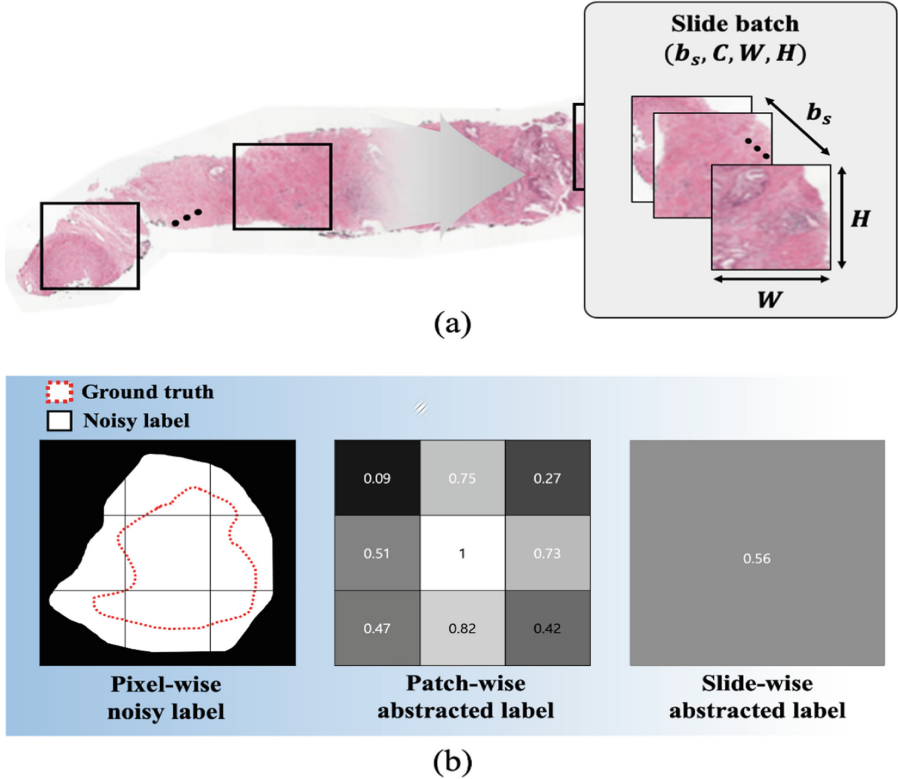 Slide batch
(b_s, C, W, H)
b_s
H
W
(a)
Ground truth
Noisy label
0.09 0.75 0.27
0.51 1 0.73
0.47 0.82 0.42
0.56
Pixel-wise
noisy label
Patch-wise
abstracted label
Slide-wise
abstracted label
(b)